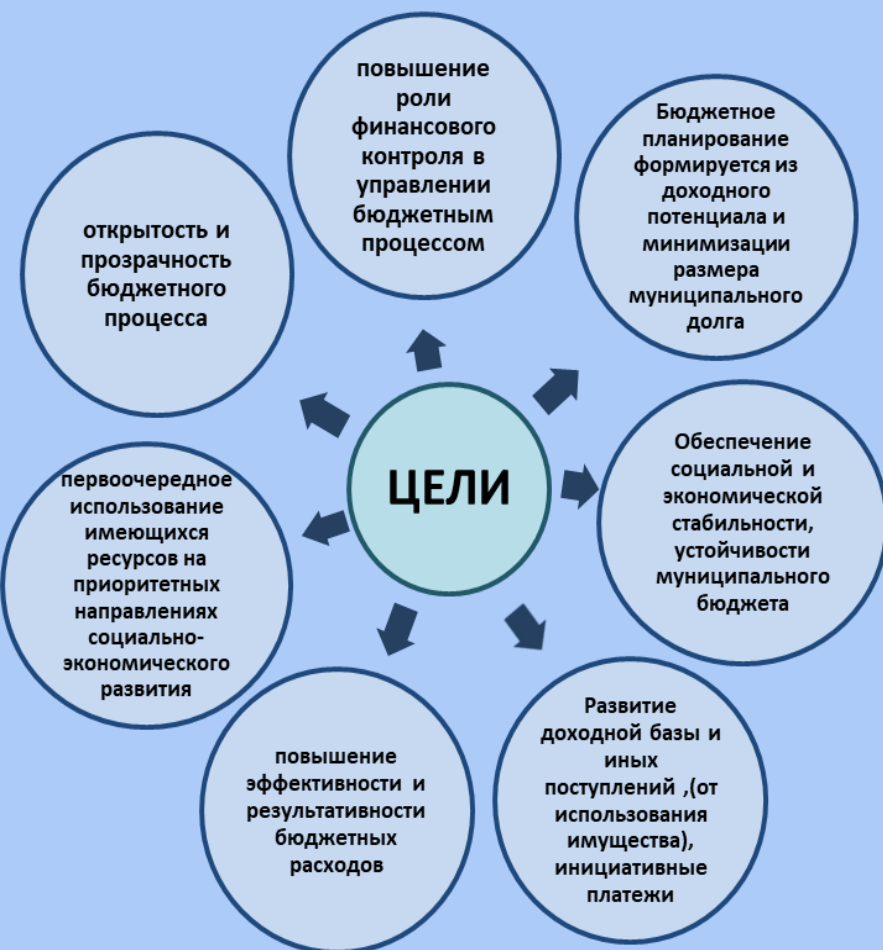 повышение
роли
финансового
контроля в
управлении
бюджетным
процессом
Бюджетное
планирование
формируется из
доходного
потенциала и
минимизации
размера
муниципального
долга
открытость и
прозрачность
бюджетного
процесса
ЦЕЛИ
Обеспечение
социальной и
экономической
стабильности,
устойчивости
муниципального
бюджета
первоочередное
использование
имеющихся
ресурсов на
приоритетных
направлениях
социально-
экономического
развития
Развитие
доходной базы и
иных
поступлений ,(от
использования
имущества),
инициативные
платежи
повышение
эффективности и
результативности
бюджетных
расходов